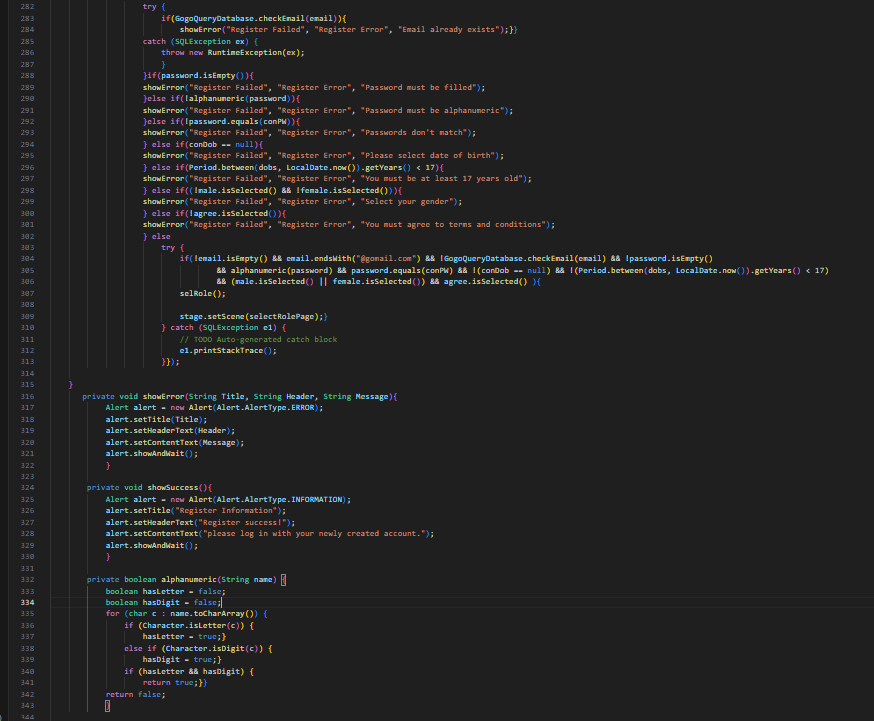 282 try {
283 if(GogoQueryDatabase.checkEmail(email)){
284 showError("Register Failed", "Register Error", "Email already exists");}}
285 catch (SQLException ex) {
286 throw new RuntimeException(ex);
287 }
288 }if(password.isEmpty()){
289 showError("Register Failed", "Register Error", "Password must be filled");
290 }else if(!alphanumeric(password)){
291 showError("Register Failed", "Register Error", "Password must be alphanumeric");
292 }else if(!password.equals(conPW)){
293 showError("Register Failed", "Register Error", "Passwords don't match");
294 } else if(conDob == null){
295 showError("Register Failed", "Register Error", "Please select date of birth");
296 } else if(Period.between(dobs, LocalDate.now()).getYears() < 17){
297 showError("Register Failed", "Register Error", "You must be at least 17 years old");
298 } else if((!male.isSelected() && !female.isSelected())){
299 showError("Register Failed", "Register Error", "Select your gender");
300 } else if(!agree.isSelected()){
301 showError("Register Failed", "Register Error", "You must agree to terms and conditions");
302 } else
303 try {
304 if(!email.isEmpty() && email.endsWith("@gomail.com") && !GogoQueryDatabase.checkEmail(email) && !password.isEmpty()
305 && alphanumeric(password) && password.equals(conPW) && !(conDob == null) && !(Period.between(dobs, LocalDate.now()).getYears() < 17)
306 && (male.isSelected() || female.isSelected()) && agree.isSelected() ){
307 selRole();
308
309 stage.setScene(selectRolePage);}
310 } catch (SQLException e1) {
311 // TODO Auto-generated catch block
312 e1.printStackTrace();
313 }});
314
315 }
316 private void showError(String Title, String Header, String Message){
317 Alert alert = new Alert(Alert.AlertType.ERROR);
318 alert.setTitle(Title);
319 alert.setHeaderText(Header);
320 alert.setContentText(Message);
321 alert.showAndWait();
322 }
323
324 private void showSuccess(){
325 Alert alert = new Alert(Alert.AlertType.INFORMATION);
326 alert.setTitle("Register Information");
327 alert.setHeaderText("Register success!");
328 alert.setContentText("please log in with your newly created account.");
329 alert.showAndWait();
330 }
331
332 private boolean alphanumeric(String name) {
333 boolean hasLetter = false;
334 boolean hasDigit = false;
335 for (char c : name.toCharArray()) {
336 if (Character.isLetter(c)) {
337 hasLetter = true;}
338 else if (Character.isDigit(c)) {
339 hasDigit = true;}
340 if (hasLetter && hasDigit) {
341 return true;}}
342 return false;
343 }
344